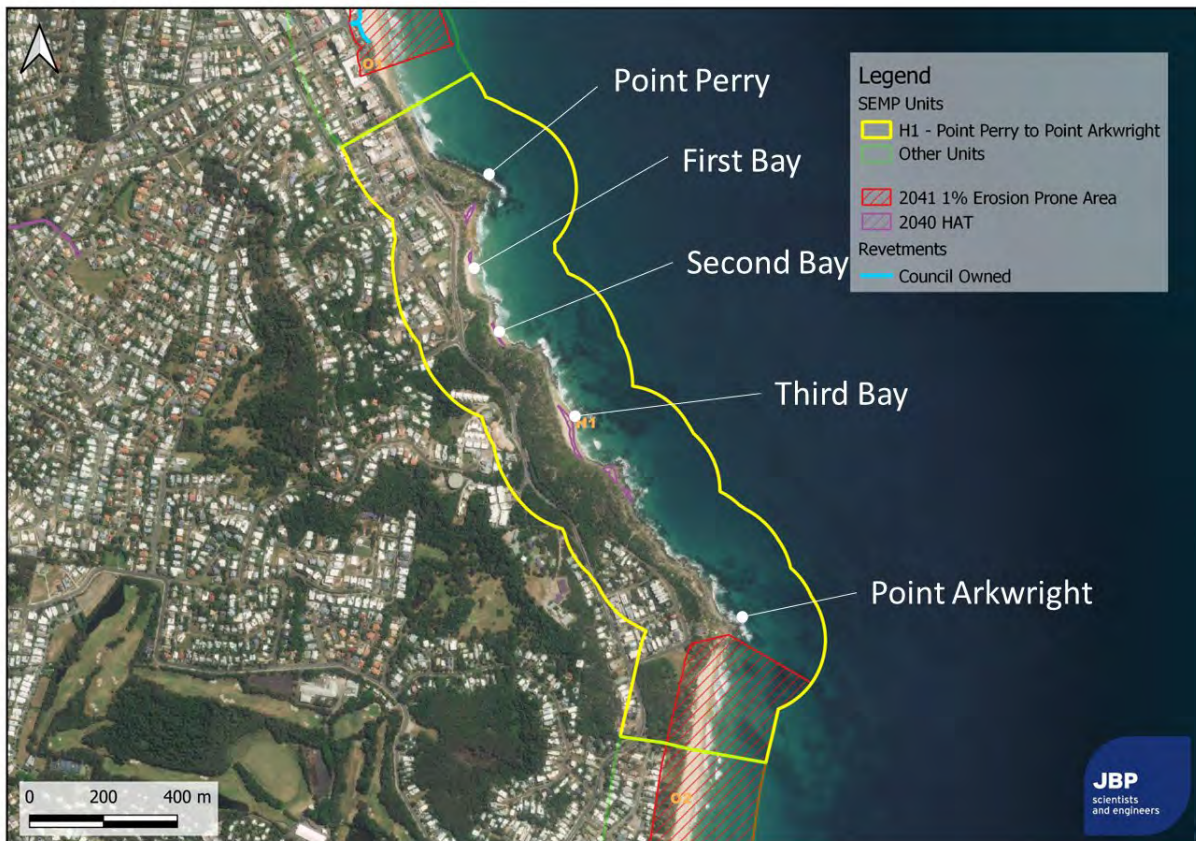 Point Perry
First Bay
Second Bay
Third Bay
H1
Point Arkwright
O2
Legend
SEMP Units
H1 - Point Perry to Point Arkwright
Other Units
2041 1% Erosion Prone Area
2040 HAT
Revetments
Council Owned
0 200 400 m
JBP
scientists
and engineers